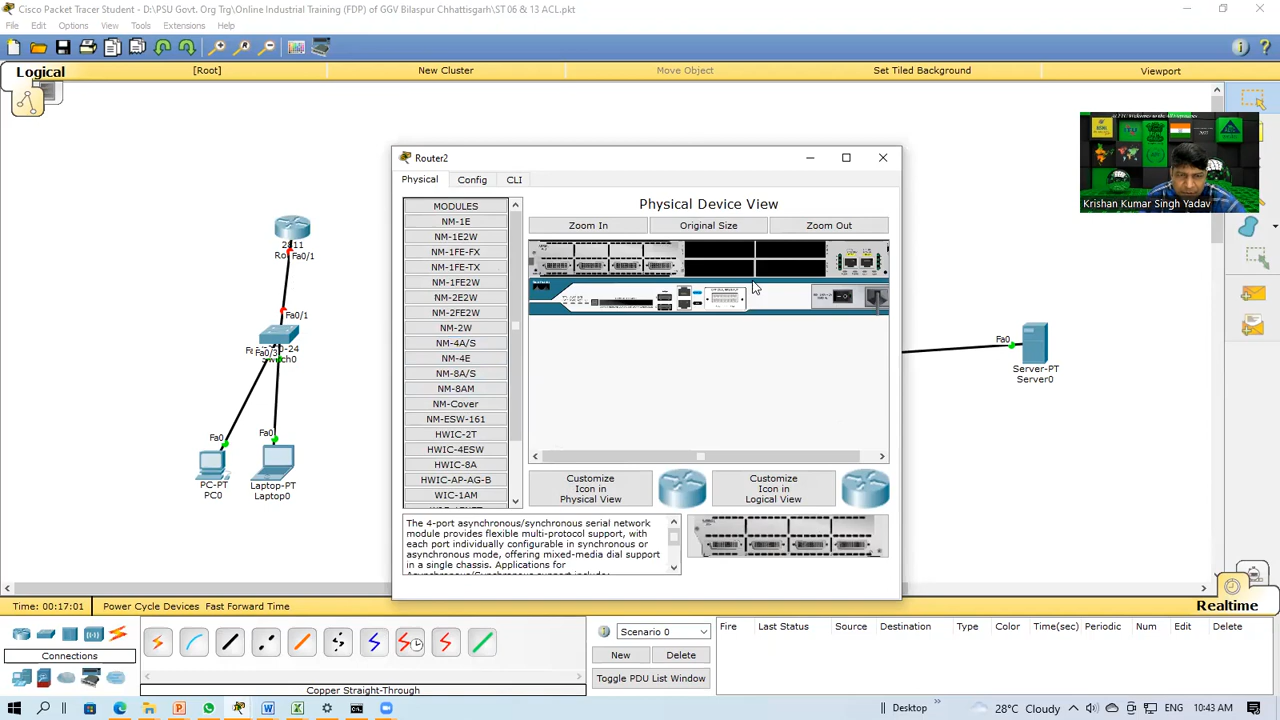 Cisco Packet Tracer Student - D:\PSU Govt. Org Trg\Online Industrial Training (FDP) of GGV Bilaspur Chhattisgarh\ST 06 & 13 ACL.pkt
File Edit Options View Tools Extensions Help
Logical [Root] New Cluster Move Object Set Tiled Background Viewport
Krishan Kumar Singh Yadav
Router2
Physical Config CLI
MODULES
NM-1E
NM-1E2W
NM-1FE-FX
NM-1FE-TX
NM-1FE2W
NM-2E2W
NM-2FE2W
NM-2W
NM-4A/S
NM-4E
NM-8A/S
NM-8AM
NM-Cover
NM-ESW-161
HWIC-2T
HWIC-4ESW
HWIC-8A
HWIC-AP-AG-B
WIC-1AM
Physical Device View
Zoom In Original Size Zoom Out
Customize
Icon in
Physical View
Customize
Icon in
Logical View
The 4-port asynchronous/synchronous serial network
module provides flexible multi-protocol support, with
each port individually configurable in synchronous or
asynchronous mode, offering mixed-media dial support
in a single chassis. Applications for
2811
Fa0/1
Fa0/1
Fa0/3
Fa0
Fa0
PC-PT
PC0
Laptop-PT
Laptop0
Fa0
Server-PT
Server0
Time: 00:17:01 Power Cycle Devices Fast Forward Time
Realtime
Connections
Copper Straight-Through
Scenario 0
New Delete
Toggle PDU List Window
Fire Last Status Source Destination Type Color Time(sec) Periodic Num Edit Delete
Desktop 28°C Cloudy ENG 10:43 AM